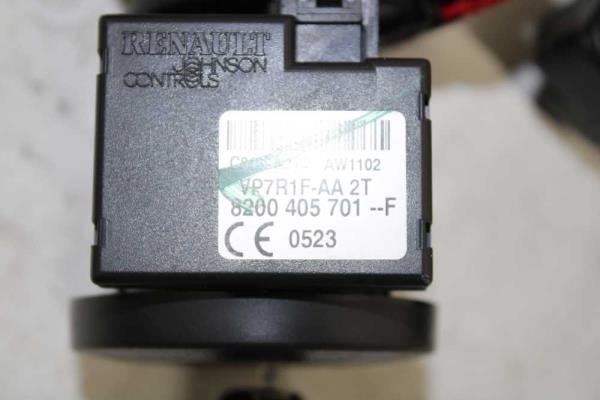 RENAULT
JOHNSON
CONTROLS
AW1102
VP7R1F-AA 2T
8200 405 701 --F
CE 0523